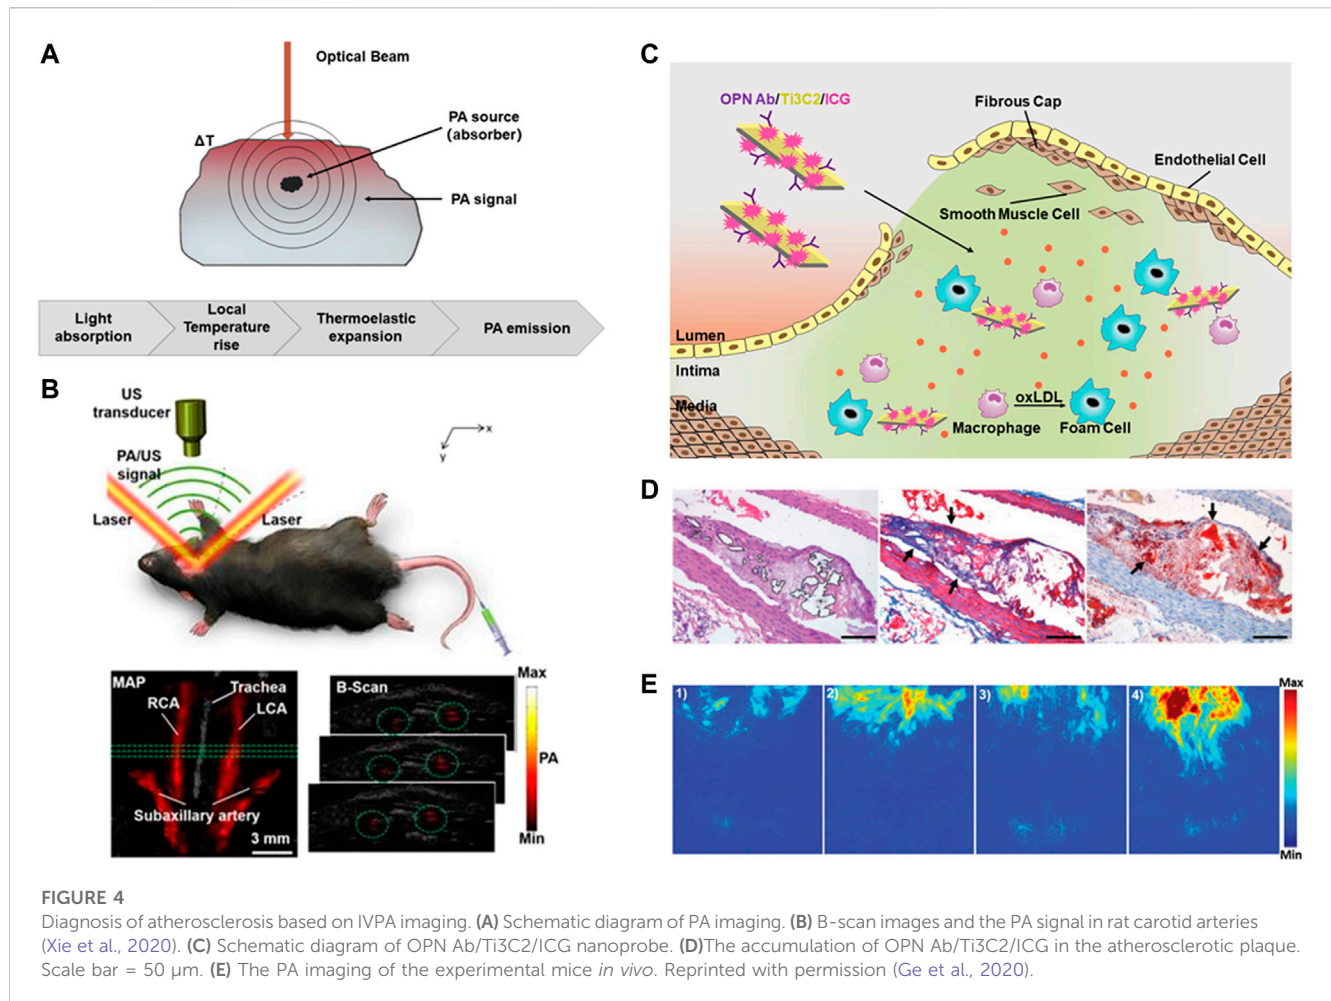 A
Optical Beam
PA source
(absorber)
ΔT
PA signal
Light
absorption
Local
Temperature
rise
Thermoelastic
expansion
PA emission
B
US
transducer
PA/US
signal
Laser
Laser
x
y
MAP
Trachea
RCA
LCA
Subaxillary artery
3 mm
B-Scan
Max
PA
Min
C
OPN Ab/Ti3C2/ICG
Fibrous Cap
Endothelial Cell
Smooth Muscle Cell
Lumen
Intima
Media
oxLDL
Macrophage
Foam Cell
D
E
1)
2)
3)
4)
Max
Min
FIGURE 4
Diagnosis of atherosclerosis based on IVPA imaging. (A) Schematic diagram of PA imaging. (B) B-scan images and the PA signal in rat carotid arteries
(Xie et al., 2020). (C) Schematic diagram of OPN Ab/Ti3C2/ICG nanoprobe. (D)The accumulation of OPN Ab/Ti3C2/ICG in the atherosclerotic plaque.
Scale bar = 50 μm. (E) The PA imaging of the experimental mice in vivo. Reprinted with permission (Ge et al., 2020).